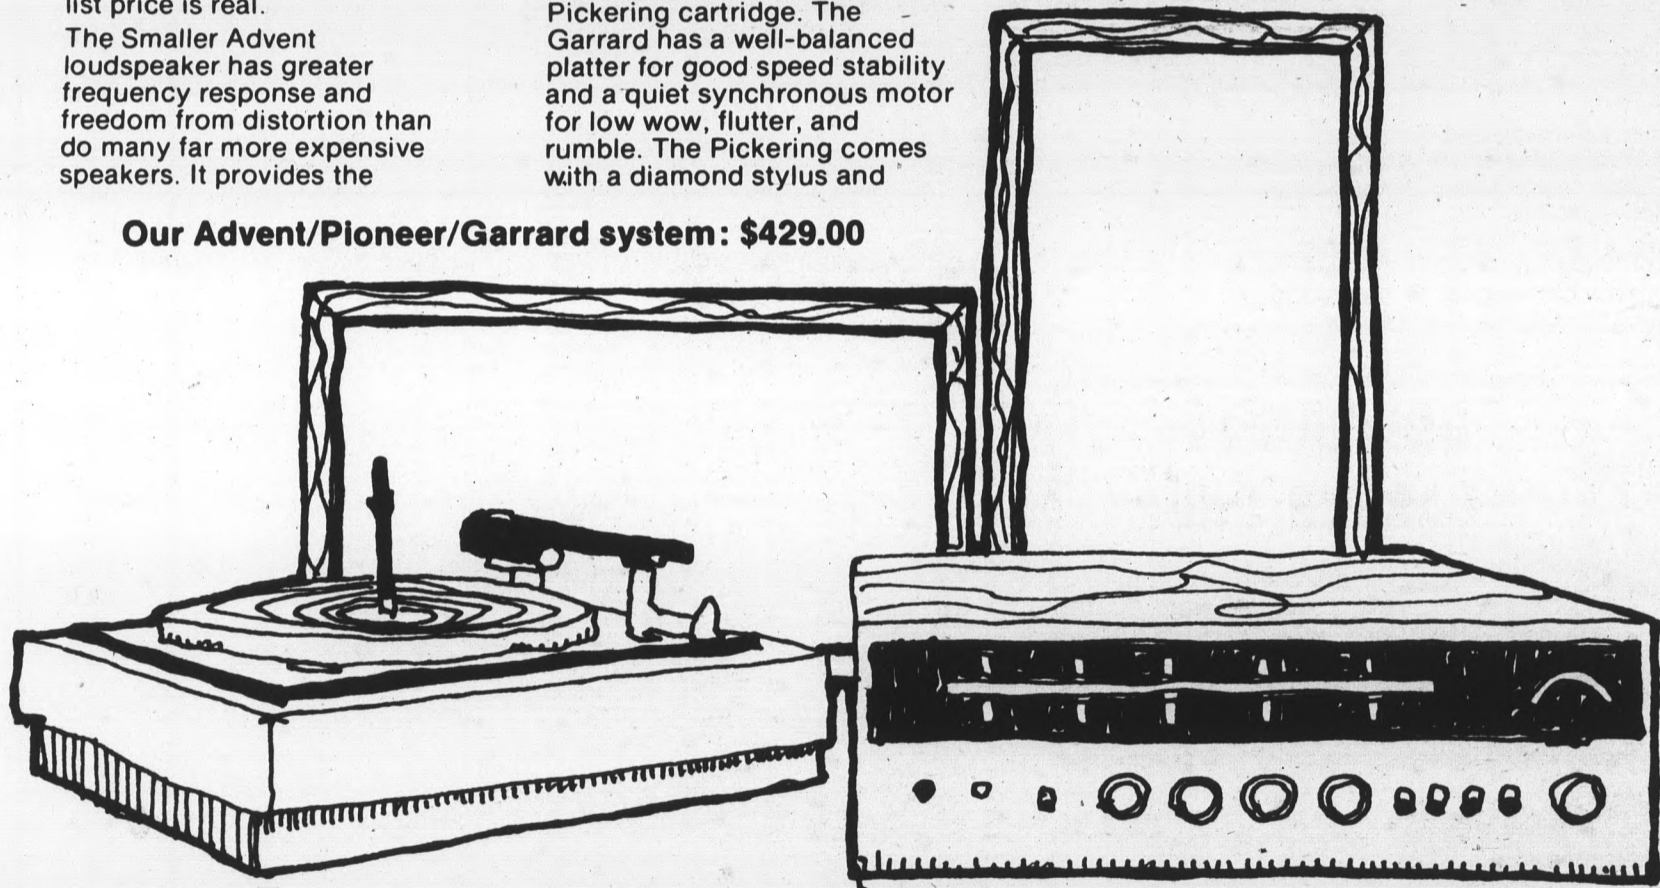 list price is real.
The Smaller Advent
loudspeaker has greater
frequency response and
freedom from distortion than
do many far more expensive
speakers. It provides the
Pickering cartridge. The
Garrard has a well-balanced
platter for good speed stability
and a quiet synchronous motor
for low wow, flutter, and
rumble. The Pickering comes
with a diamond stylus and
Our Advent/Pioneer/Garrard system: $429.00